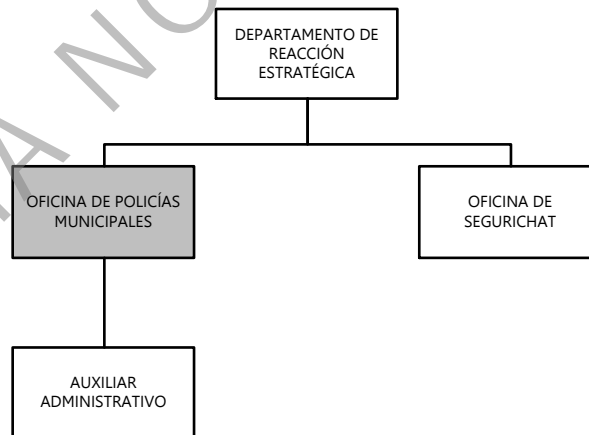 DEPARTAMENTO DE
REACCIÓN
ESTRATÉGICA
OFICINA DE POLICÍAS
MUNICIPALES
OFICINA DE
SEGURICHAT
AUXILIAR
ADMINISTRATIVO